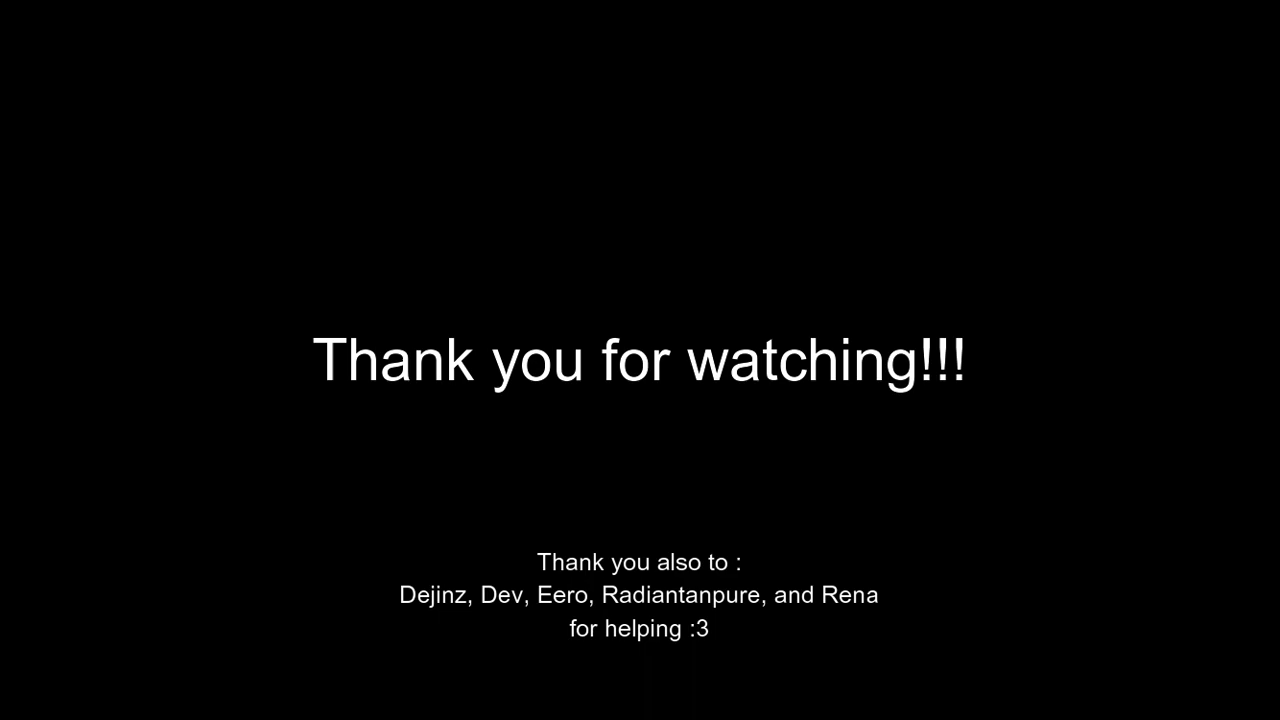 Thank you for watching!!!
Thank you also to :
Dejinz, Dev, Eero, Radiantanpure, and Rena
for helping :3